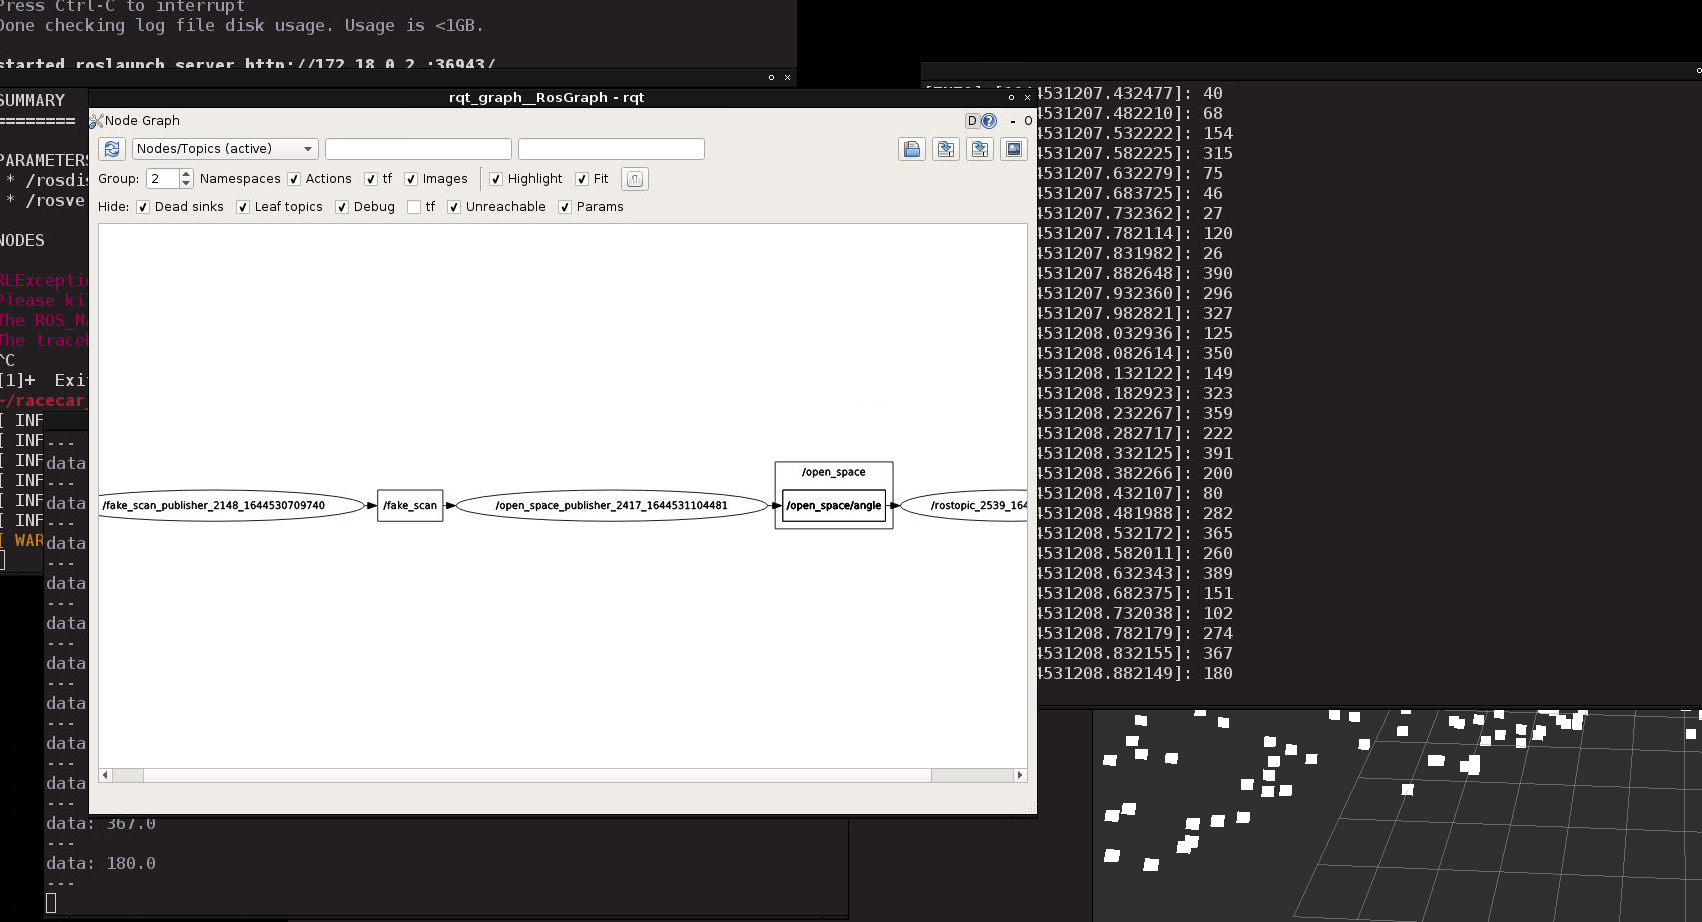 Press Ctrl-C to interrupt
Done checking log file disk usage. Usage is <1GB.
started roslaunch server http://172.18.0.2 :36943/
SUMMARY
========
PARAMETERS
* /rosdis
* /rosve
NODES
RLExcepti
Please ki
The ROS_M
The trace
^C
[1]+ Exi
~/racecar_
[ INF
[ INF
[ INF
[ INF
[ INF
[ INF
[ WAR
rqt_graph__RosGraph - rqt
Node Graph
D
- O
Nodes/Topics (active)
Group: 2 Namespaces Actions tf Images Highlight Fit
Hide: Dead sinks Leaf topics Debug tf Unreachable Params
/fake_scan_publisher_2148_1644530709740
/fake_scan
/open_space_publisher_2417_1644531104481
/open_space
/open_space/angle
/rostopic_2539_164
---
data
---
data
---
data
---
data
---
data
---
data
---
data
---
data
---
data
---
data: 367.0
---
data: 180.0
---
4531207.432477]: 40
4531207.482210]: 68
4531207.532222]: 154
4531207.582225]: 315
4531207.632279]: 75
4531207.683725]: 46
4531207.732362]: 27
4531207.782114]: 120
4531207.831982]: 26
4531207.882648]: 390
4531207.932360]: 296
4531207.982821]: 327
4531208.032936]: 125
4531208.082614]: 350
4531208.132122]: 149
4531208.182923]: 323
4531208.232267]: 359
4531208.282717]: 222
4531208.332125]: 391
4531208.382266]: 200
4531208.432107]: 80
4531208.481988]: 282
4531208.532172]: 365
4531208.582011]: 260
4531208.632343]: 389
4531208.682375]: 151
4531208.732038]: 102
4531208.782179]: 274
4531208.832155]: 367
4531208.882149]: 180